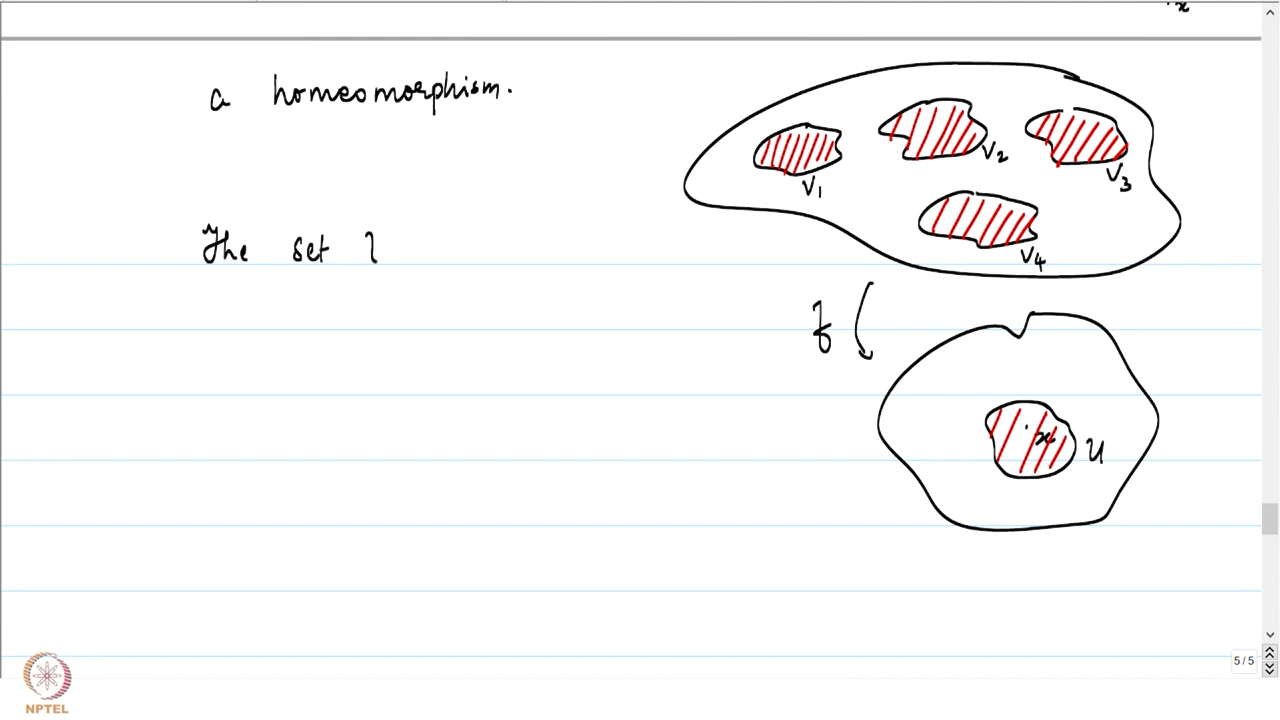 x
a homeomorphism.
The set {
V1
V2
V3
V4
f
x
U
5 / 5
NPTEL